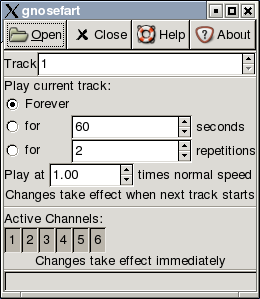 gnosefart
Open Close Help About
Track 1
Play current track:
Forever
for 60 seconds
for 2 repetitions
Play at 1.00 times normal speed
Changes take effect when next track starts
Active Channels:
1 2 3 4 5 6
Changes take effect immediately